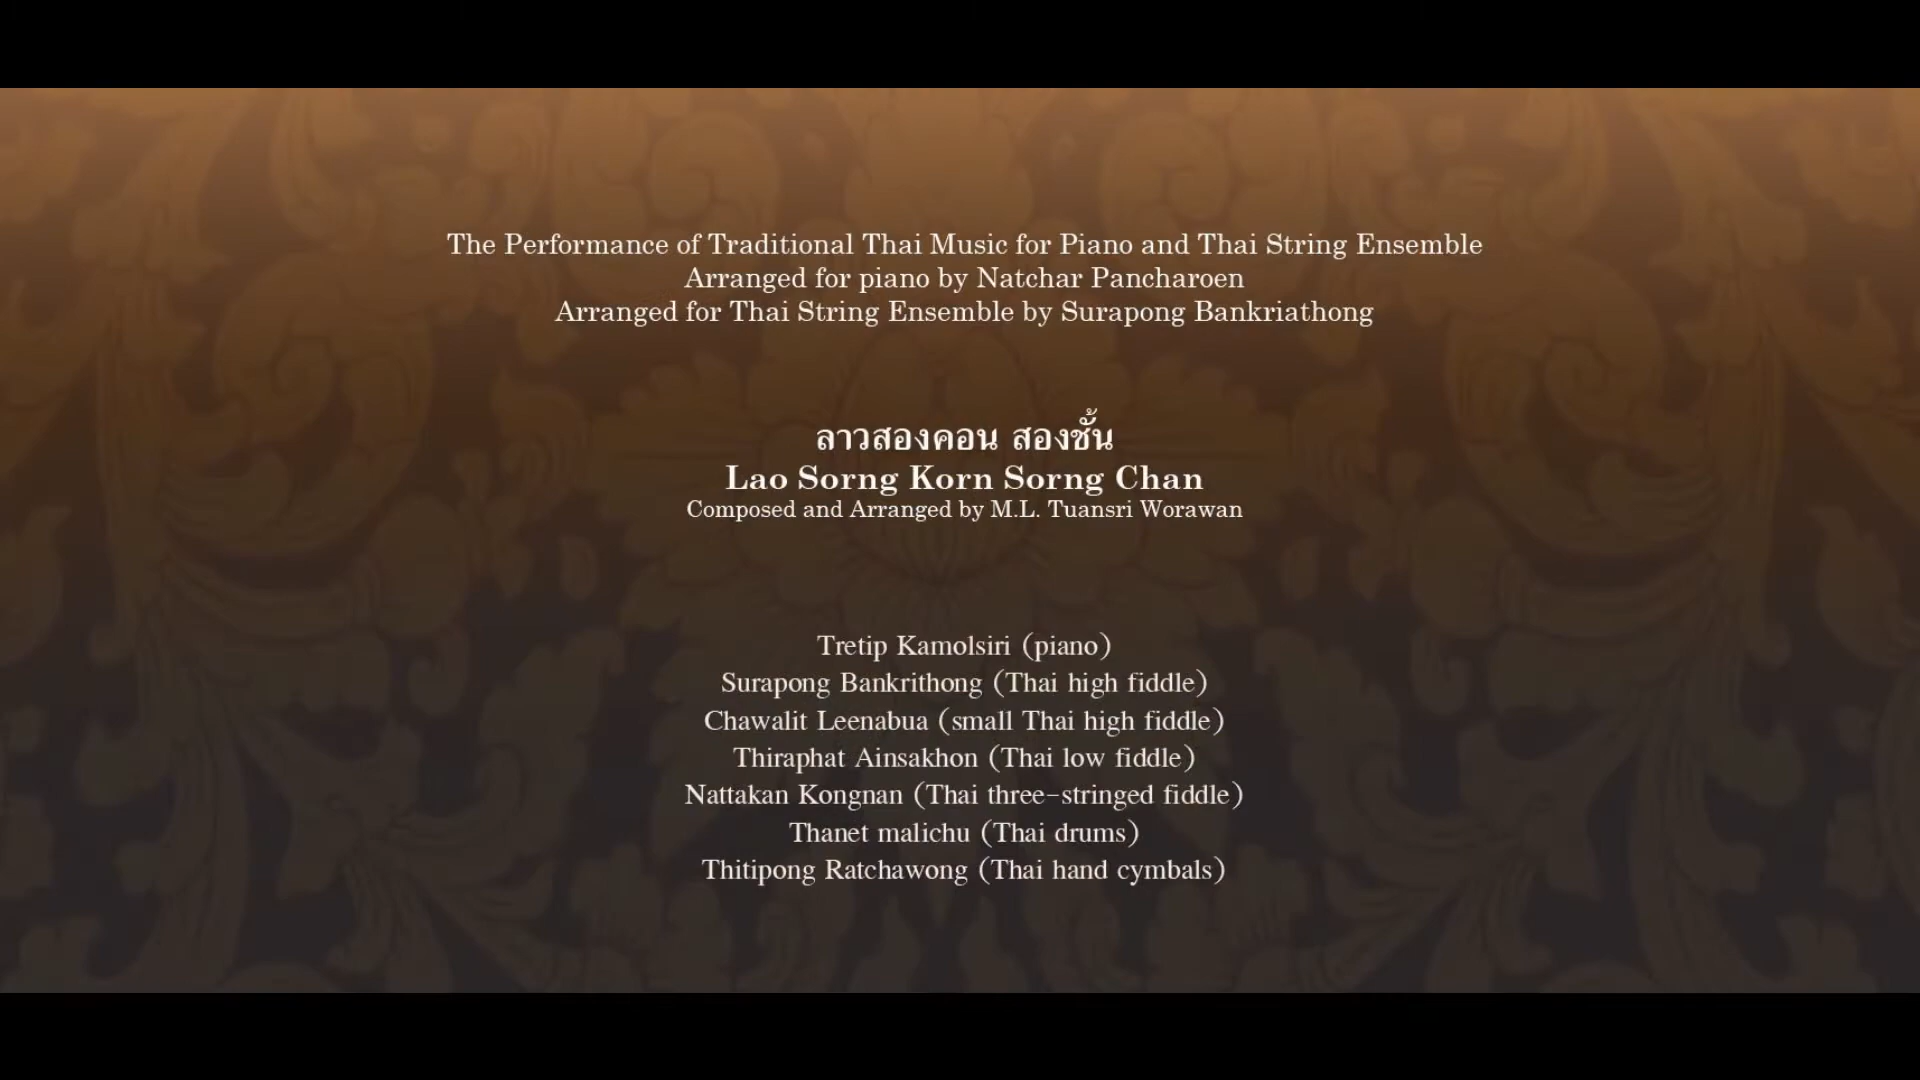 The Performance of Traditional Thai Music for Piano and Thai String Ensemble
Arranged for piano by Natchar Pancharoen
Arranged for Thai String Ensemble by Surapong Bankriathong
ลาวสองคอน สองชั้น
Lao Sorng Korn Sorng Chan
Composed and Arranged by M.L. Tuansri Worawan
Tretip Kamolsiri (piano)
Surapong Bankrithong (Thai high fiddle)
Chawalit Leenabua (small Thai high fiddle)
Thiraphat Ainsakhon (Thai low fiddle)
Nattakan Kongnan (Thai three-stringed fiddle)
Thanet malichu (Thai drums)
Thitipong Ratchawong (Thai hand cymbals)